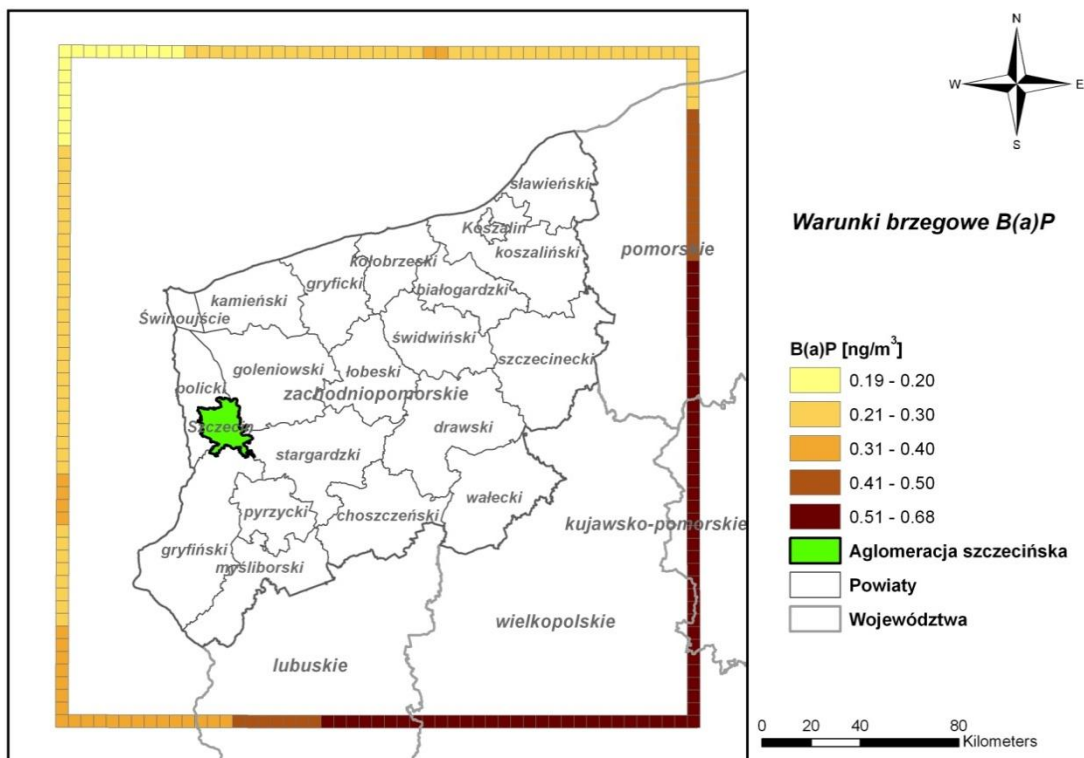 N
W E
S
Warunki brzegowe B(a)P
sławieński
Koszalin
koszaliński
pomorskie
kołobrzeski
białogardzki
gryficki
kamieński
Świnoujście
świdwiński
szczecinecki
goleniowski
łobeski
zachodniopomorskie
policki
Szczecin
drawski
stargardzki
wałecki
pyrzycki
choszczeński
kujawsko-pomorskie
gryfiński
myśliborski
wielkopolskie
lubuskie
B(a)P [ng/m³]
0.19 - 0.20
0.21 - 0.30
0.31 - 0.40
0.41 - 0.50
0.51 - 0.68
Aglomeracja szczecińska
Powiaty
Województwa
0 20 40 80
Kilometers